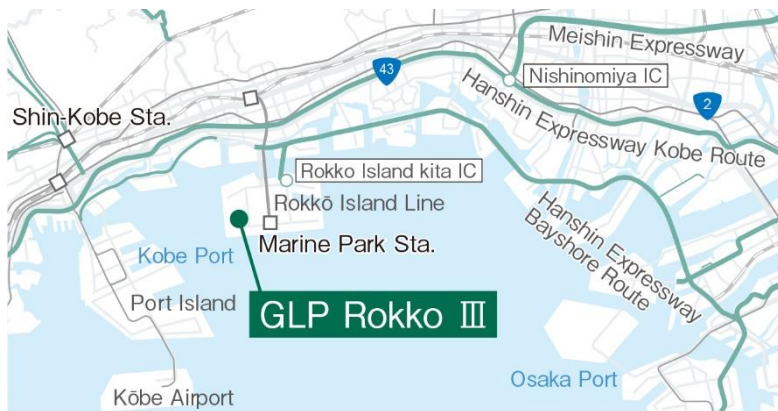 Meishin Expressway
43
Nishinomiya IC
2
Shin-Kobe Sta.
Hanshin Expressway Kobe Route
Rokko Island kita IC
Rokkō Island Line
Marine Park Sta.
Hanshin Expressway
Bayshore Route
Kobe Port
Port Island
GLP Rokko Ⅲ
Osaka Port
Kōbe Airport